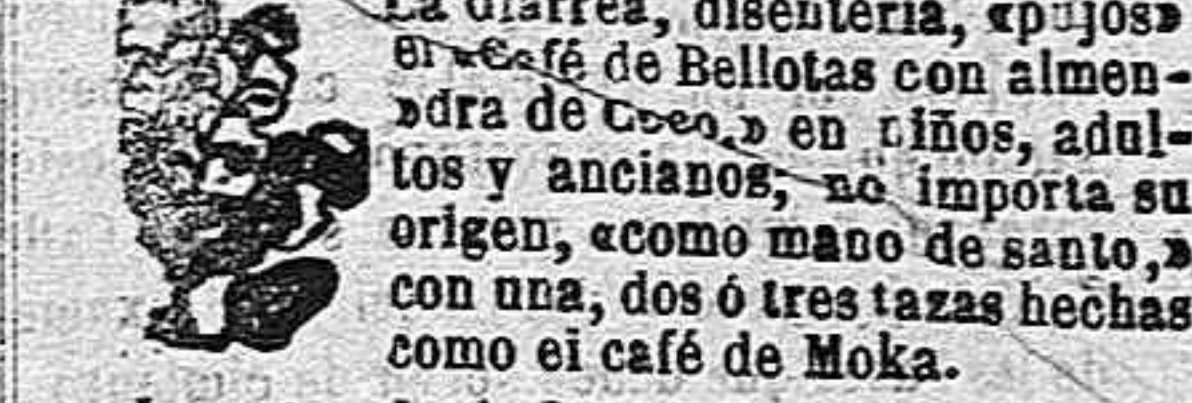 La diarrea, disentería, «pujos»
el «Café de Bellotas con almen-
»dra de Coco,» en niños, adul-
tos y ancianos; no importa su
origen, «como mano de santo,»
con una, dos ó tres tazas hechas
como el café de Moka.